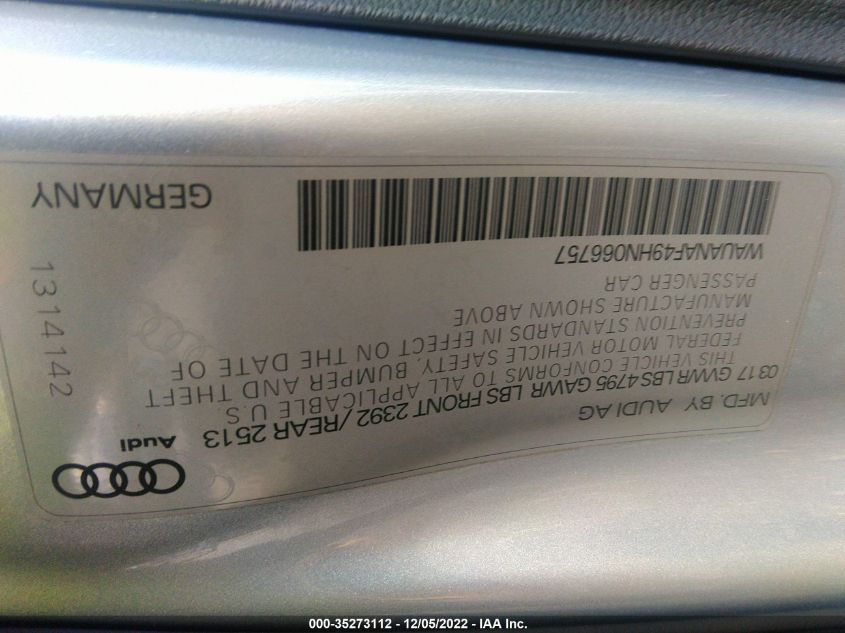 MFD. BY AUDI AG
0317 GVWR LBS 4795 GAWR LBS FRONT 2392 / REAR 2513
THIS VEHICLE CONFORMS TO ALL APPLICABLE U.S
FEDERAL MOTOR VEHICLE SAFETY, BUMPER AND THEFT
PREVENTION STANDARDS IN EFFECT ON THE DATE OF
MANUFACTURE SHOWN ABOVE
PASSENGER CAR
WAUANAF49HN066757
Audi
1314142
GERMANY
000-35273112 - 12/05/2022 - IAA Inc.